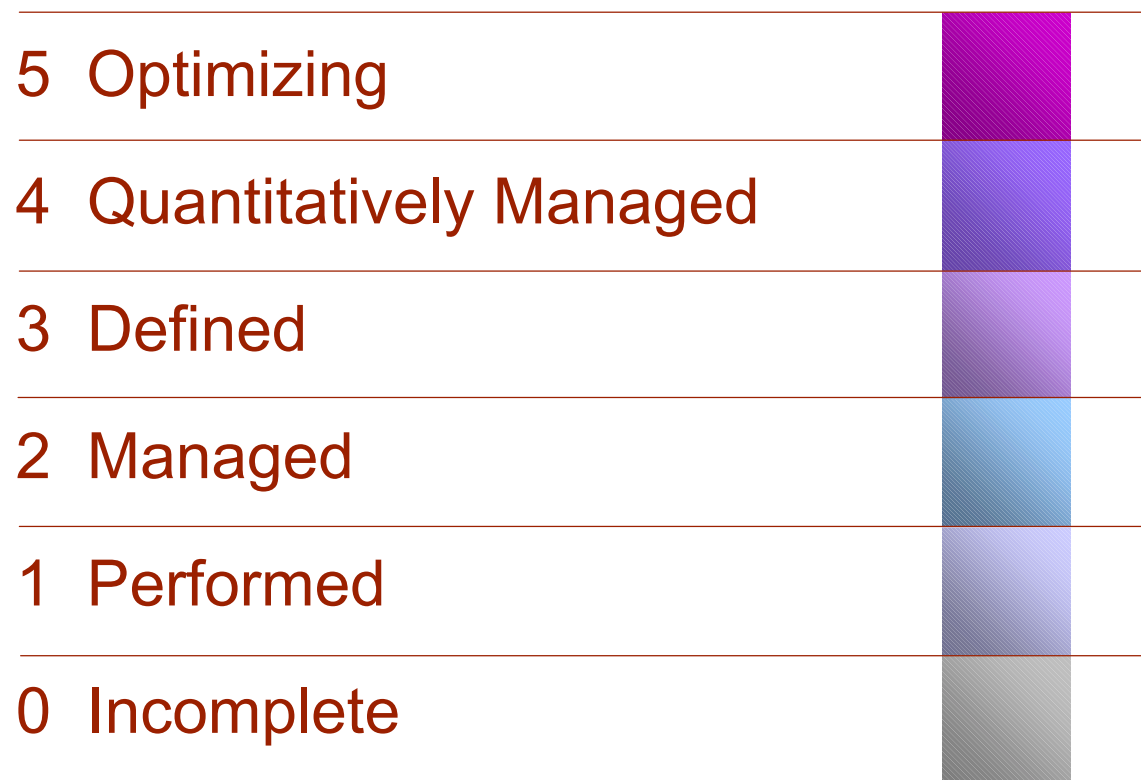 5 Optimizing
4 Quantitatively Managed
3 Defined
2 Managed
1 Performed
0 Incomplete